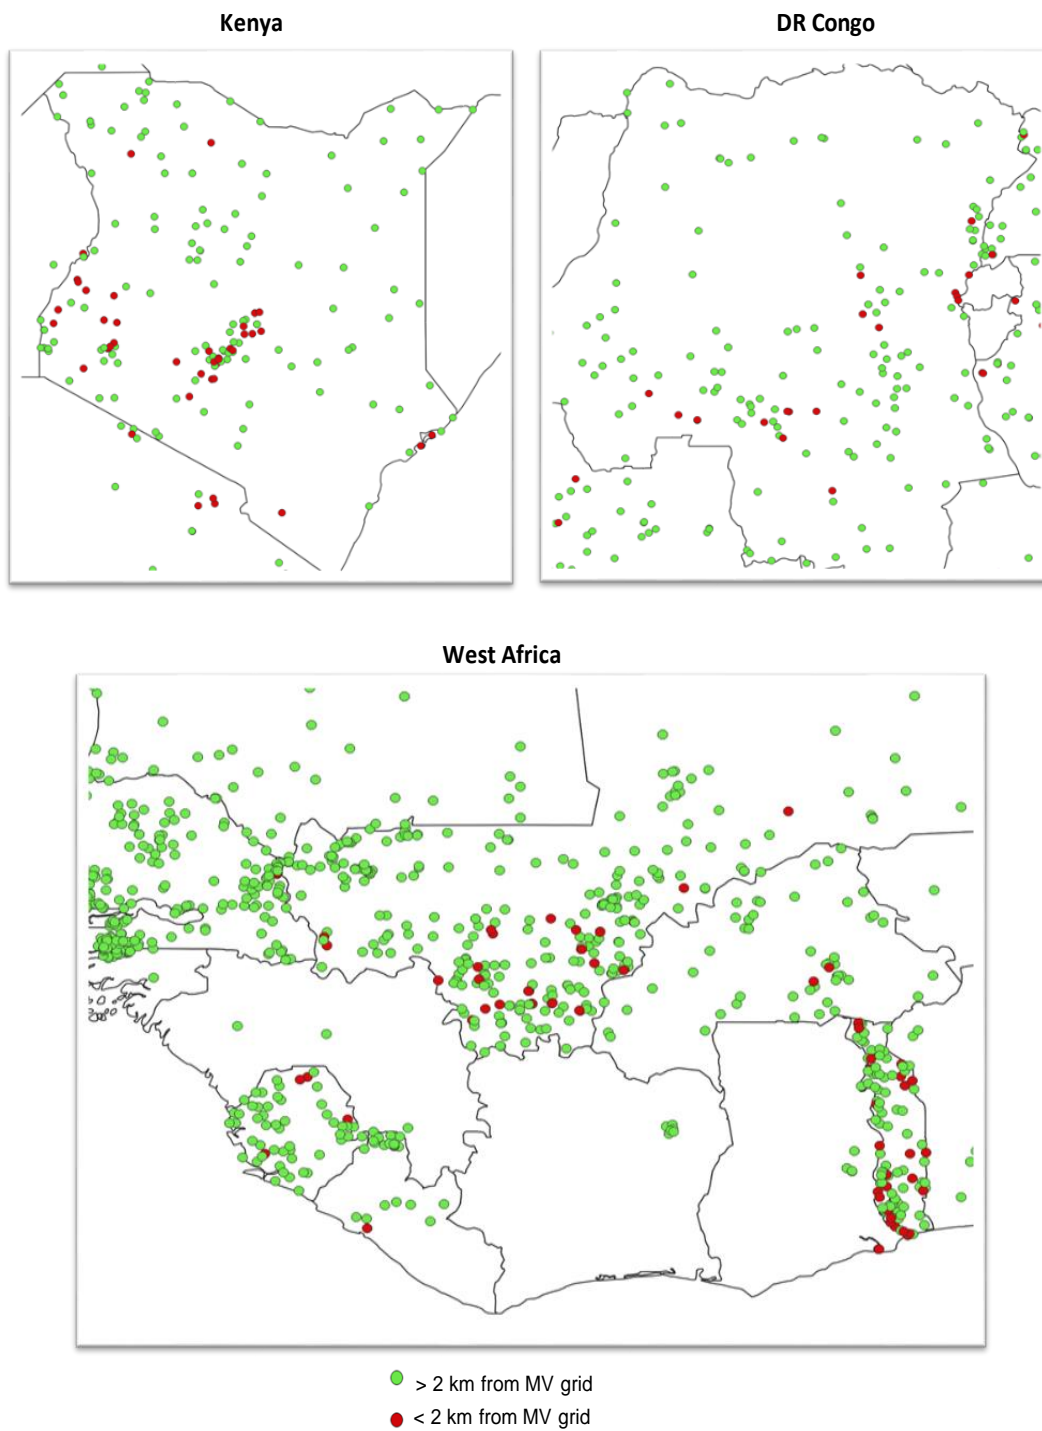 Kenya
DR Congo
West Africa
> 2 km from MV grid
< 2 km from MV grid